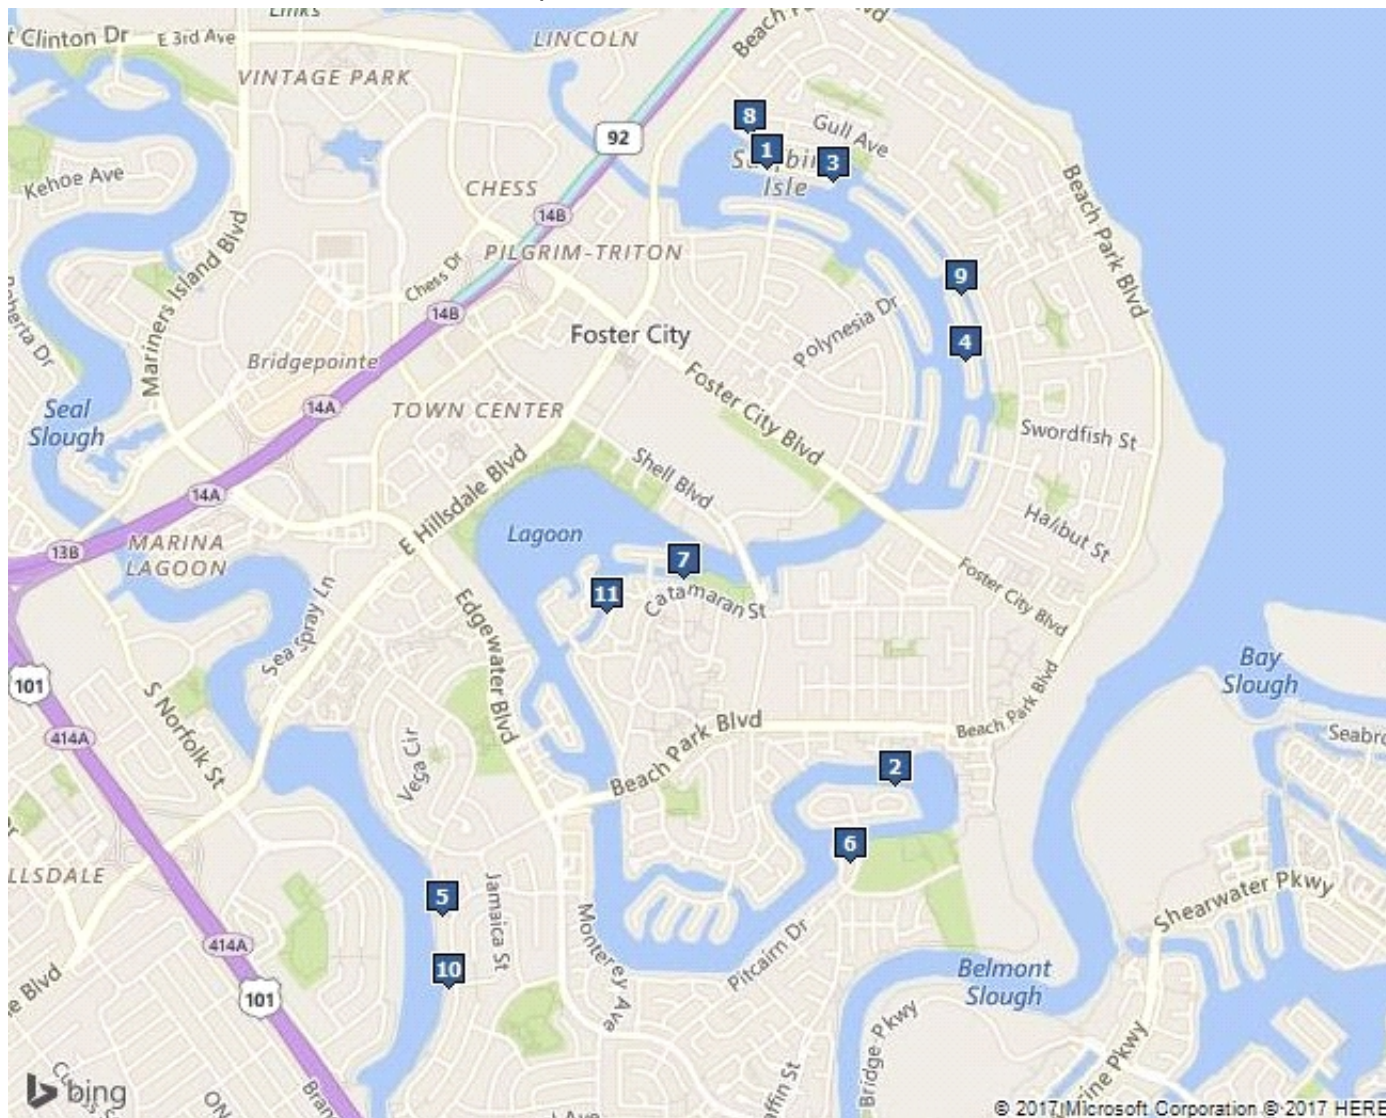 Links
Clinton Dr
E 3rd Ave
LINCOLN
Beach
VINTAGE PARK
8
92
Gull Ave
1
3
Isle
Kehoe Ave
CHESS
14B
Beach Park Blvd
PILGRIM-TRITON
Chess Dr
9
Mariners Island Blvd
14B
Foster City
Polynesia Dr
4
Bridgepointe
14A
TOWN CENTER
Foster City Blvd
Seal
Slough
Swordfish St
Shell Blvd
14A
E Hillsdale Blvd
Lagoon
Halibut St
13B
MARINA
LAGOON
7
11
Catamaran St
Foster City Blvd
Sea Spray Ln
Edgewater Blvd
101
Bay
Slough
S Norfolk St
414A
Beach Park Blvd
Beach Park Blvd
Vega Cir
2
6
LLSDALE
5
Jamaica St
Shearwater Pkwy
414A
Monterey Ave
Pitcairn Dr
10
Belmont
Slough
101
Bridge Pkwy
bing
© 2017 Microsoft Corporation © 2017 HERE